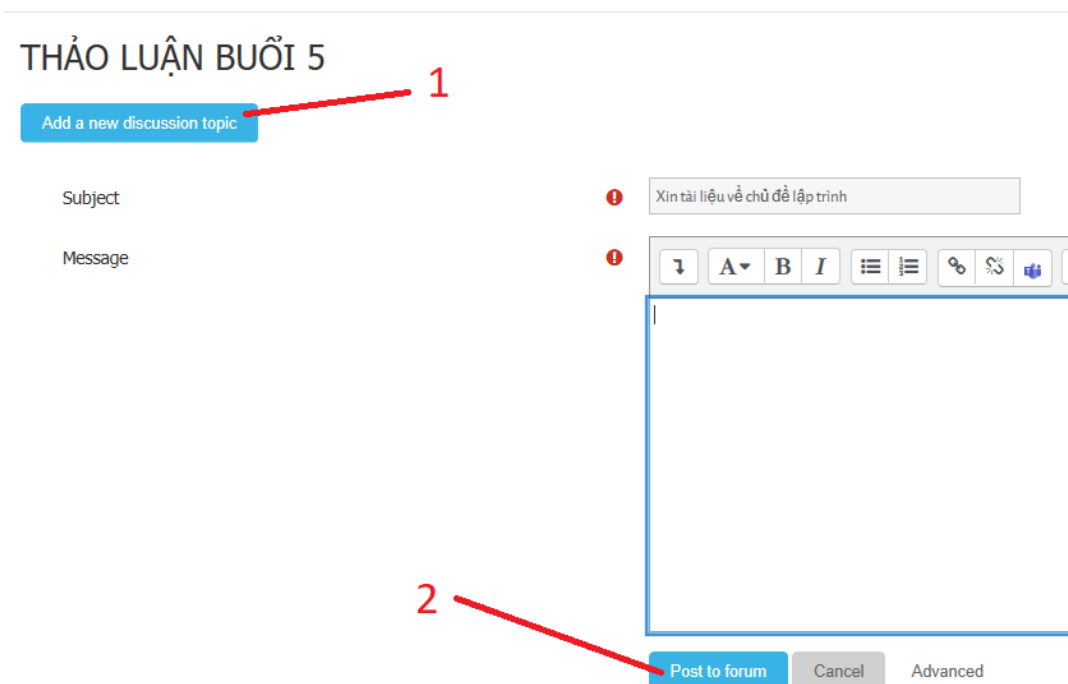 THẢO LUẬN BUỔI 5
1
Add a new discussion topic
Subject
Xin tài liệu về chủ đề lập trình
Message
A B I
2
Post to forum Cancel Advanced